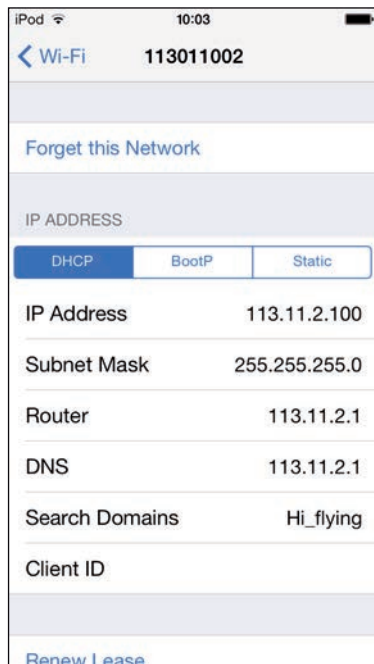 iPod 10:03
Wi-Fi 113011002
Forget this Network
IP ADDRESS
DHCP BootP Static
IP Address 113.11.2.100
Subnet Mask 255.255.255.0
Router 113.11.2.1
DNS 113.11.2.1
Search Domains Hi_flying
Client ID
Renew Lease